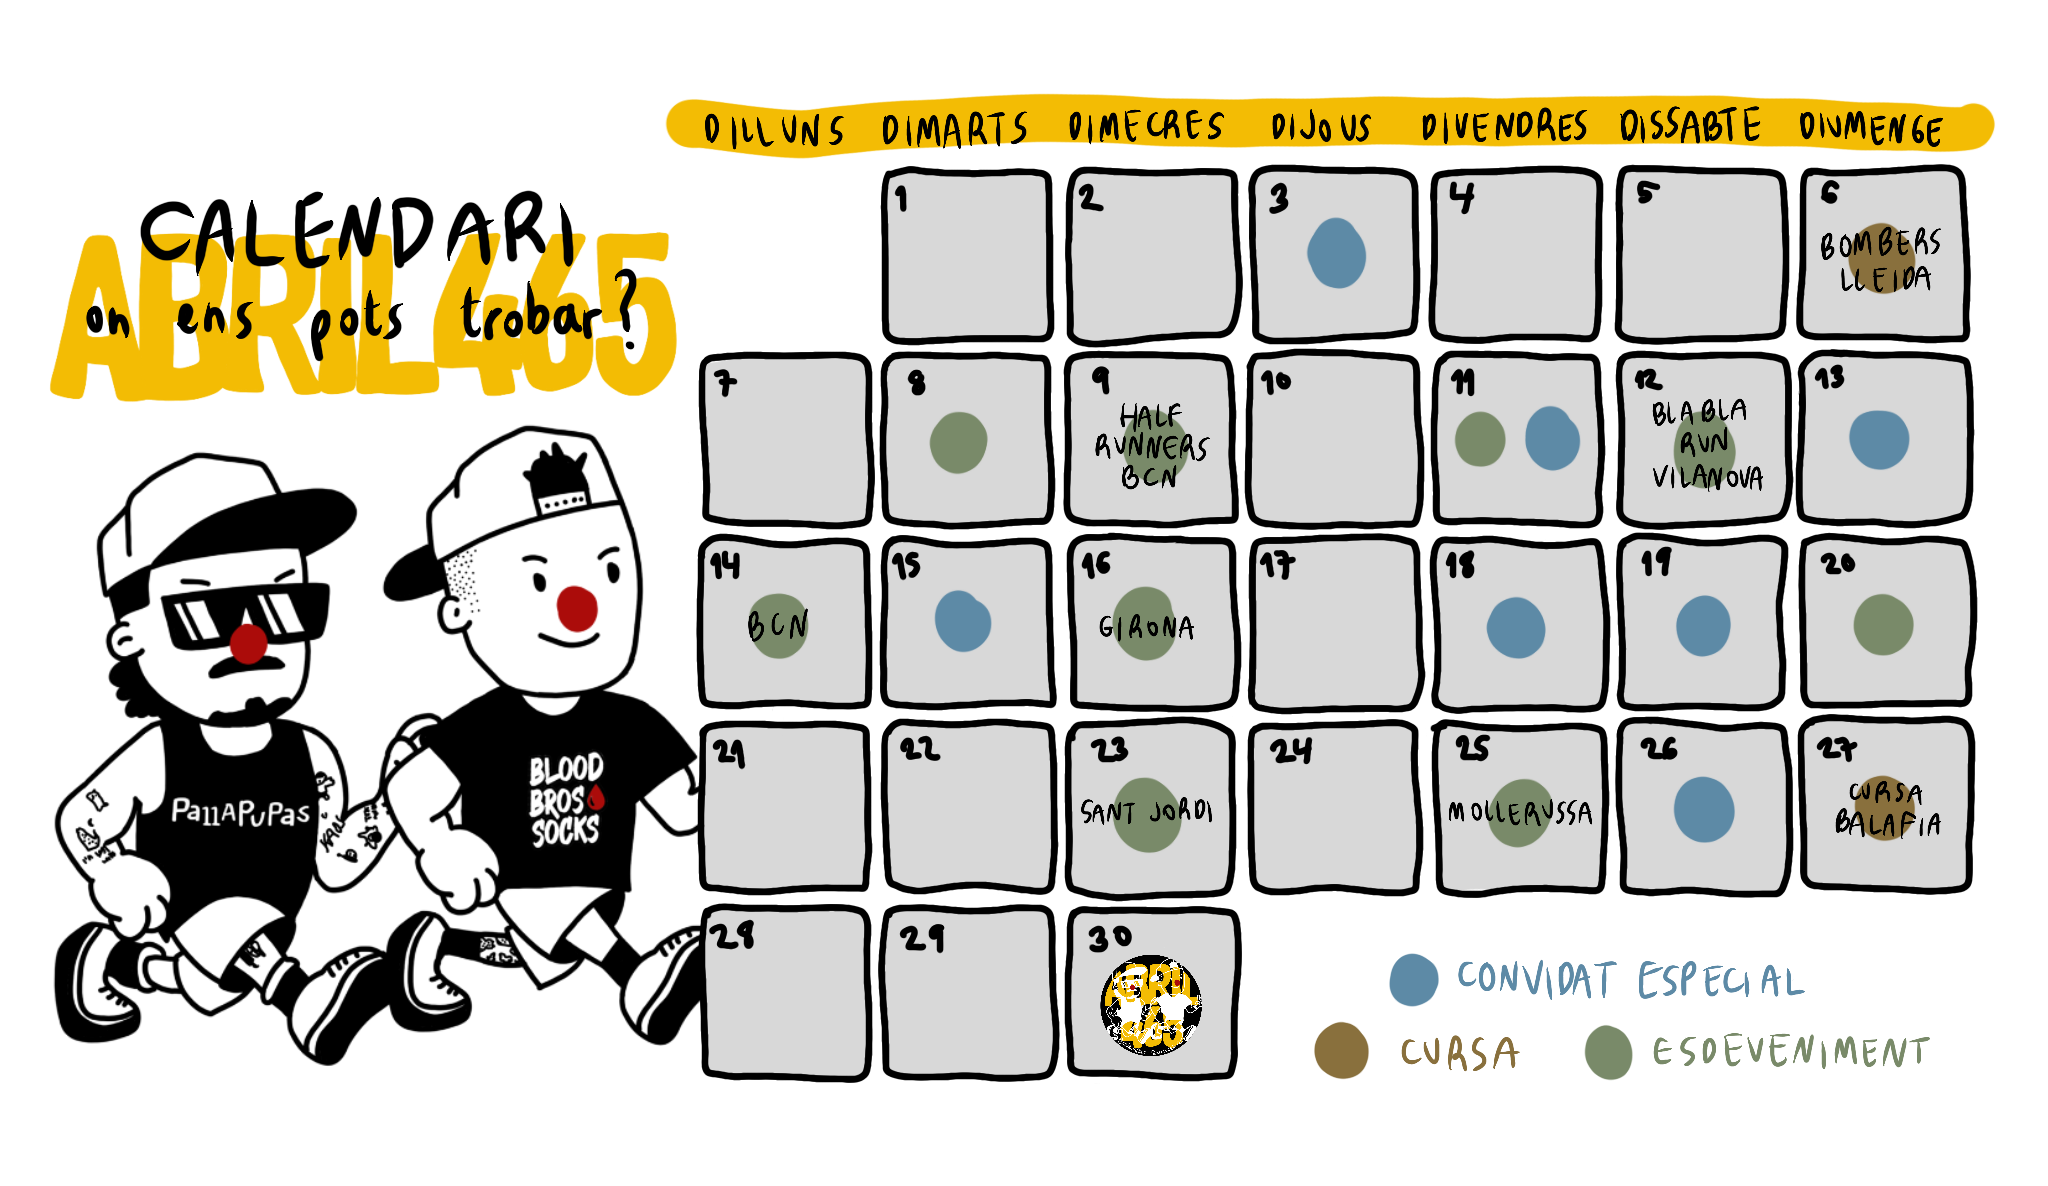 CALENDARI
ABRIL465
on ens pots trobar?
PallAPuPas
BLOOD
BROS
SOCKS
DILLUNS DIMARTS DIMECRES DIJOUS DIVENDRES DISSABTE DIUMENGE
1 2 3 4 5 6
BOMBERS
LLEIDA
7 8 9 10 11 12 13
HALF
RUNNERS
BCN
BLABLA
RUN
VILANOVA
14 15 16 17 18 19 20
BCN
GIRONA
21 22 23 24 25 26 27
SANT JORDI
MOLLERUSSA
CURSA
BALAFIA
28 29 30
ABRIL
465
CONVIDAT ESPECIAL
CURSA
ESDEVENIMENT